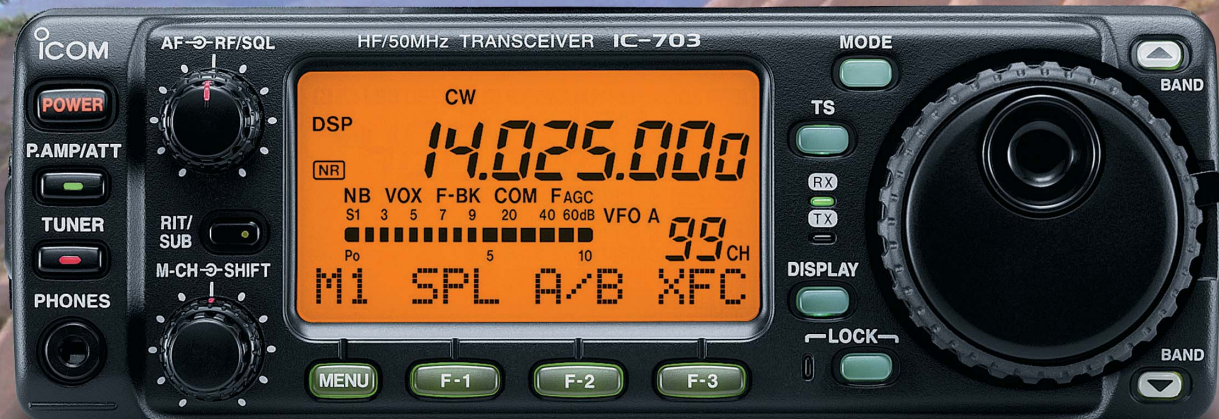 ICOM
AF RF/SQL
HF/50MHz TRANSCEIVER IC-703
MODE
BAND
POWER
TS
P.AMP/ATT
TUNER
RIT/
SUB
M-CH SHIFT
PHONES
CW
DSP
14.025.000
NR
NB VOX F-BK COM FAGC
S1 3 5 7 9 20 40 60dB VFO A
99CH
Po 5 10
M1 SPL A/B XFC
RX
TX
DISPLAY
LOCK
MENU F-1 F-2 F-3
BAND